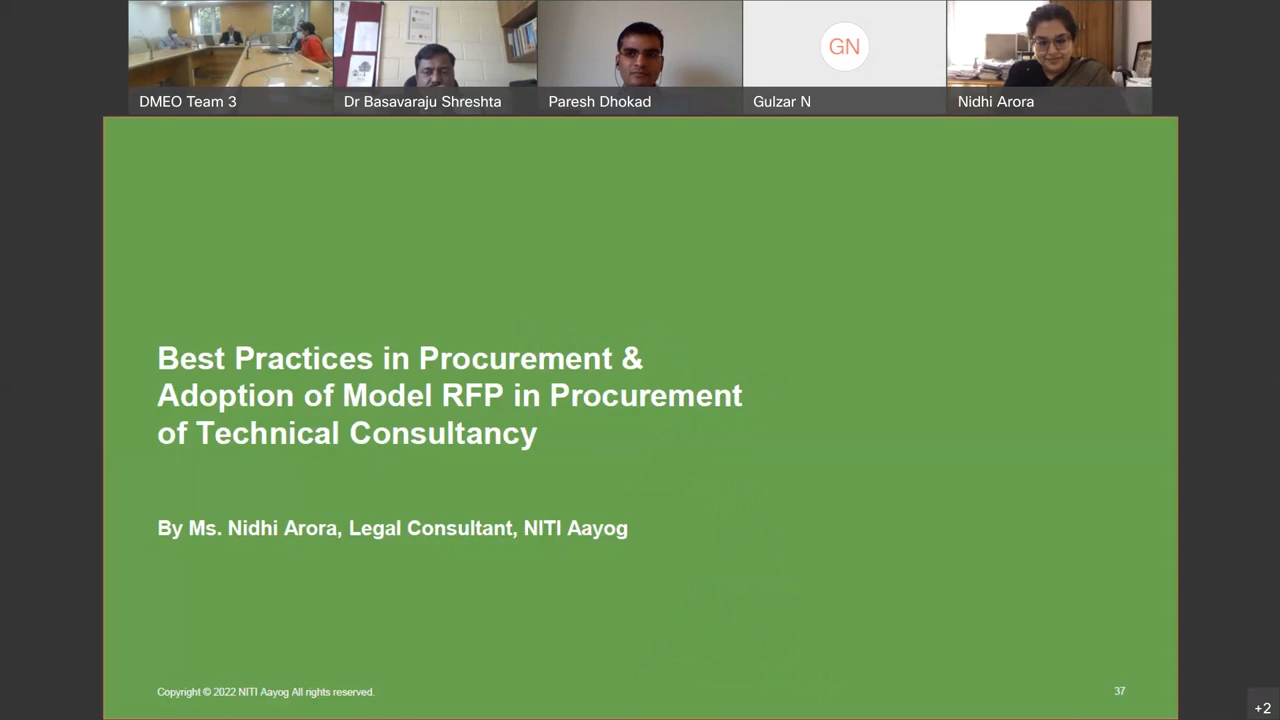 GN
DMEO Team 3
Dr Basavaraju Shreshta
Paresh Dhokad
Gulzar N
Nidhi Arora
Best Practices in Procurement &
Adoption of Model RFP in Procurement
of Technical Consultancy
By Ms. Nidhi Arora, Legal Consultant, NITI Aayog
Copyright © 2022 NITI Aayog All rights reserved.
37
+2